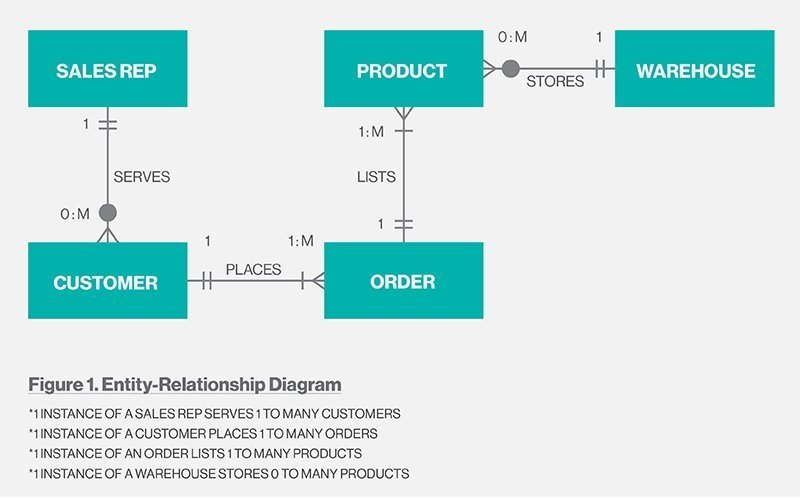 SALES REP
PRODUCT
0:M
1
STORES
WAREHOUSE
1
SERVES
0:M
1:M
LISTS
1
CUSTOMER
1
PLACES
1:M
ORDER
Figure 1. Entity-Relationship Diagram
*1 INSTANCE OF A SALES REP SERVES 1 TO MANY CUSTOMERS
*1 INSTANCE OF A CUSTOMER PLACES 1 TO MANY ORDERS
*1 INSTANCE OF AN ORDER LISTS 1 TO MANY PRODUCTS
*1 INSTANCE OF A WAREHOUSE STORES 0 TO MANY PRODUCTS